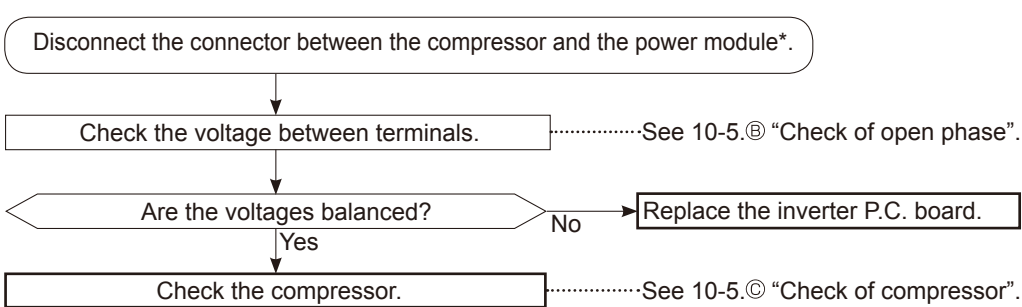 Disconnect the connector between the compressor and the power module*.
Check the voltage between terminals.
See 10-5.Ⓑ “Check of open phase”.
Are the voltages balanced?
No
Replace the inverter P.C. board.
Yes
Check the compressor.
See 10-5.Ⓒ “Check of compressor”.